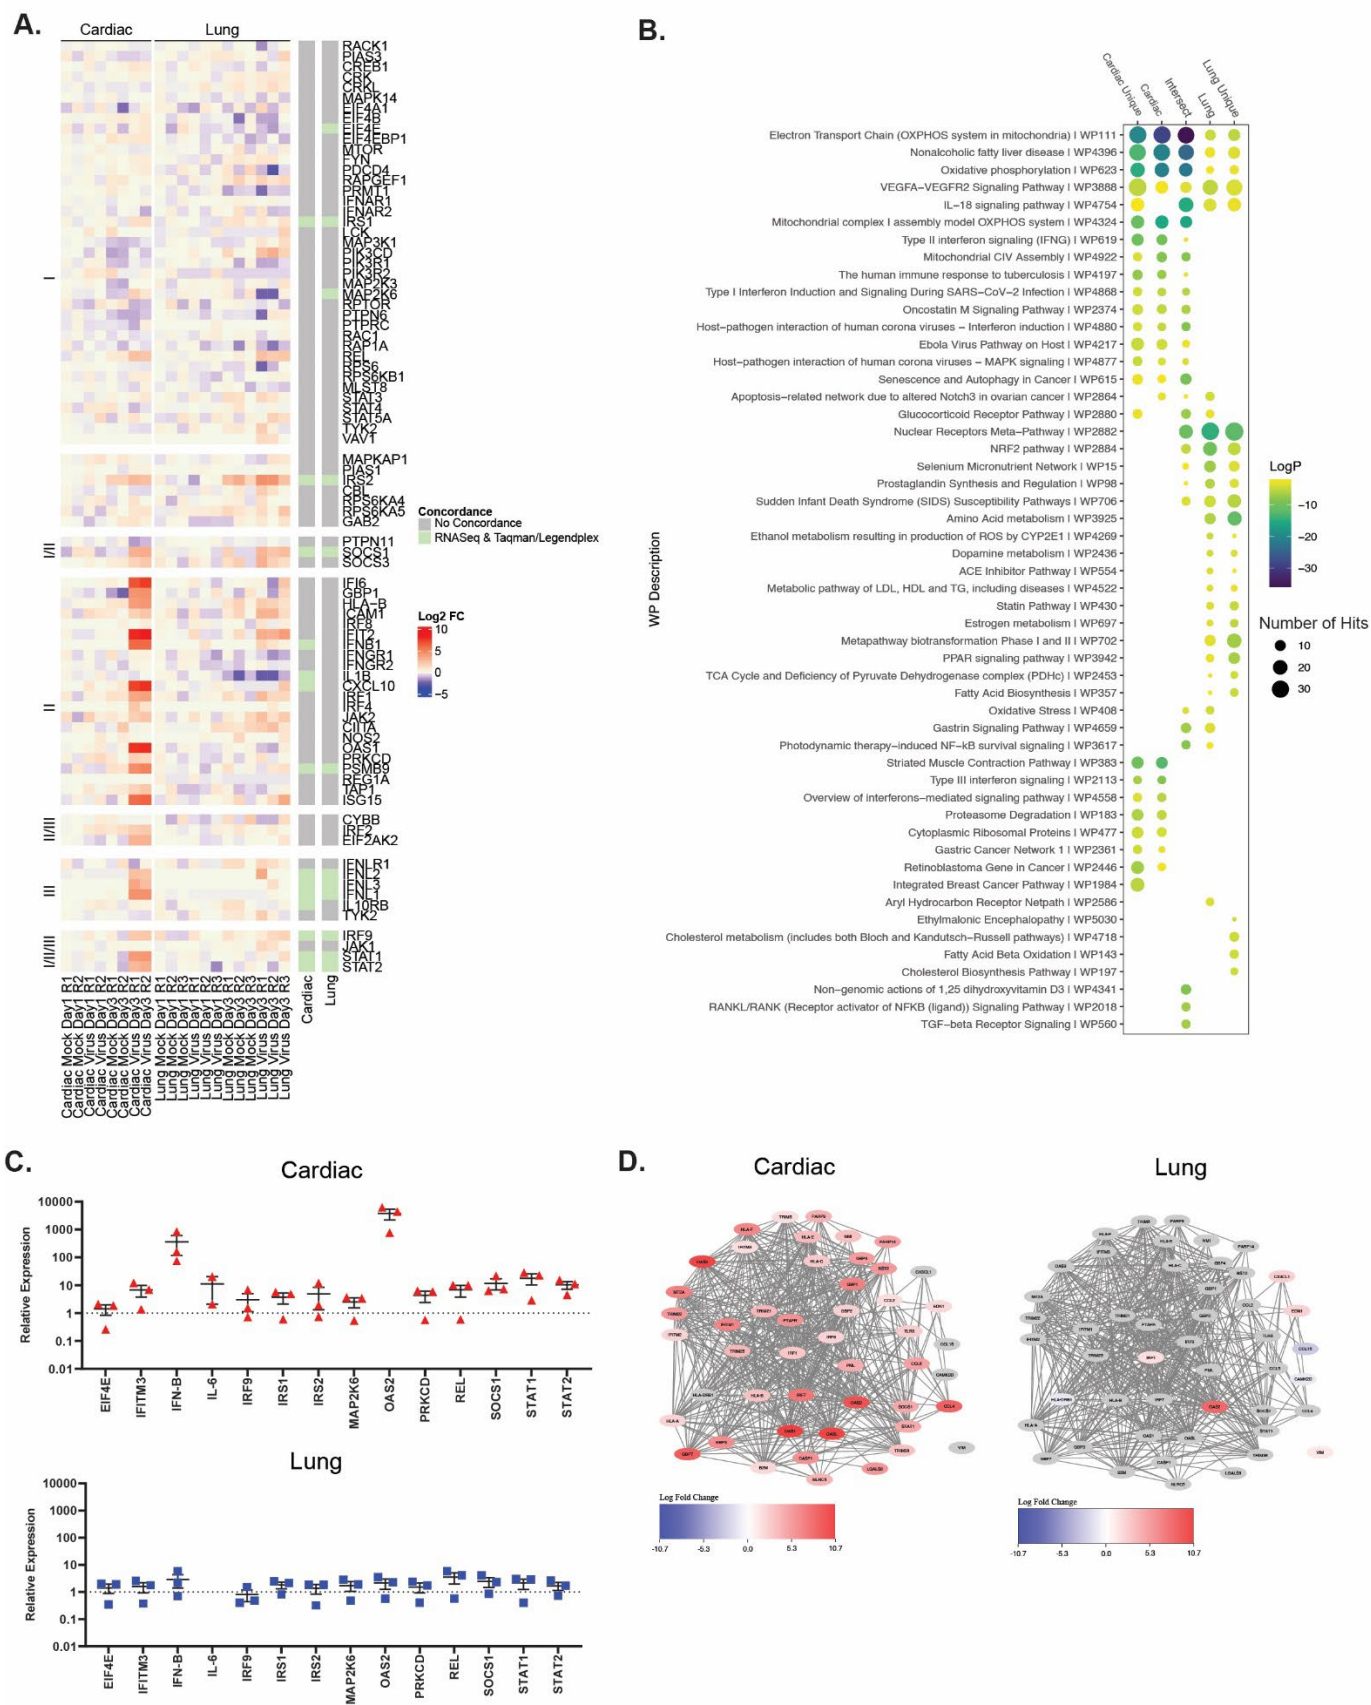 A.
Cardiac
Lung
RACK1
PIAS3
CREB1
CRK
CRKL
MAPK14
EIF4A1
EIF4B
EIF4E
EIF4EBP1
MTOR
FYN
PDCD4
RAPGEF1
PRMT1
IFNAR1
IFNAR2
IRS1
LCK
MAP3K1
PIK3CD
PIK3R1
PIK3R2
MAP2K3
MAP2K6
RPTOR
PTPN6
PTPRC
RAC1
RAP1A
REL
RPS6
RPS6KB1
MLST8
STAT3
STAT4
STAT5A
TYK2
VAV1
I
MAPKAP1
PIAS1
IRS2
CBL
RPS6KA4
RPS6KA5
GAB2
I/II
PTPN11
SOCS1
SOCS3
II
IFI6
GBP1
HLA-B
ICAM1
IRF8
IFIT2
IFNB1
IFNGR1
IFNGR2
IL1B
CXCL10
IRF1
IRF4
JAK2
CIITA
NOS2
OAS1
PRKCD
PSMB9
REG1A
TAP1
ISG15
II/III
CYBB
IRF2
EIF2AK2
III
IFNLR1
IFNL2
IFNL3
IFNL1
IL10RB
TYK2
I/II/III
IRF9
JAK1
STAT1
STAT2
Cardiac Mock Day1 R1
Cardiac Mock Day1 R2
Cardiac Virus Day1 R1
Cardiac Virus Day1 R2
Cardiac Mock Day3 R1
Cardiac Mock Day3 R2
Cardiac Virus Day3 R1
Cardiac Virus Day3 R2
Lung Mock Day1 R1
Lung Mock Day1 R2
Lung Mock Day1 R3
Lung Virus Day1 R1
Lung Virus Day1 R2
Lung Virus Day1 R3
Lung Mock Day3 R1
Lung Mock Day3 R2
Lung Mock Day3 R3
Lung Virus Day3 R1
Lung Virus Day3 R2
Lung Virus Day3 R3
Cardiac
Lung
Concordance
No Concordance
RNASeq & Taqman/Legendplex
Log2 FC
10
5
0
−5
B.
Cardiac Unique
Cardiac
Intersect
Lung
Lung Unique
WP Description
Electron Transport Chain (OXPHOS system in mitochondria) | WP111
Nonalcoholic fatty liver disease | WP4396
Oxidative phosphorylation | WP623
VEGFA−VEGFR2 Signaling Pathway | WP3888
IL−18 signaling pathway | WP4754
Mitochondrial complex I assembly model OXPHOS system | WP4324
Type II interferon signaling (IFNG) | WP619
Mitochondrial CIV Assembly | WP4922
The human immune response to tuberculosis | WP4197
Type I Interferon Induction and Signaling During SARS−CoV−2 Infection | WP4868
Oncostatin M Signaling Pathway | WP2374
Host−pathogen interaction of human corona viruses − Interferon induction | WP4880
Ebola Virus Pathway on Host | WP4217
Host−pathogen interaction of human corona viruses − MAPK signaling | WP4877
Senescence and Autophagy in Cancer | WP615
Apoptosis−related network due to altered Notch3 in ovarian cancer | WP2864
Glucocorticoid Receptor Pathway | WP2880
Nuclear Receptors Meta−Pathway | WP2882
NRF2 pathway | WP2884
Selenium Micronutrient Network | WP15
Prostaglandin Synthesis and Regulation | WP98
Sudden Infant Death Syndrome (SIDS) Susceptibility Pathways | WP706
Amino Acid metabolism | WP3925
Ethanol metabolism resulting in production of ROS by CYP2E1 | WP4269
Dopamine metabolism | WP2436
ACE Inhibitor Pathway | WP554
Metabolic pathway of LDL, HDL and TG, including diseases | WP4522
Statin Pathway | WP430
Estrogen metabolism | WP697
Metapathway biotransformation Phase I and II | WP702
PPAR signaling pathway | WP3942
TCA Cycle and Deficiency of Pyruvate Dehydrogenase complex (PDHc) | WP2453
Fatty Acid Biosynthesis | WP357
Oxidative Stress | WP408
Gastrin Signaling Pathway | WP4659
Photodynamic therapy−induced NF−kB survival signaling | WP3617
Striated Muscle Contraction Pathway | WP383
Type III interferon signaling | WP2113
Overview of interferons−mediated signaling pathway | WP4558
Proteasome Degradation | WP183
Cytoplasmic Ribosomal Proteins | WP477
Gastric Cancer Network 1 | WP2361
Retinoblastoma Gene in Cancer | WP2446
Integrated Breast Cancer Pathway | WP1984
Aryl Hydrocarbon Receptor Netpath | WP2586
Ethylmalonic Encephalopathy | WP5030
Cholesterol metabolism (includes both Bloch and Kandutsch−Russell pathways) | WP4718
Fatty Acid Beta Oxidation | WP143
Cholesterol Biosynthesis Pathway | WP197
Non−genomic actions of 1,25 dihydroxyvitamin D3 | WP4341
RANKL/RANK (Receptor activator of NFKB (ligand)) Signaling Pathway | WP2018
TGF−beta Receptor Signaling | WP560
LogP
−10
−20
−30
Number of Hits
10
20
30
C.
Cardiac
Relative Expression
10000
1000
100
10
1
0.1
0.01
EIF4E
IFITM3
IFN-B
IL-6
IRF9
IRS1
IRS2
MAP2K6
OAS2
PRKCD
REL
SOCS1
STAT1
STAT2
Lung
Relative Expression
10000
1000
100
10
1
0.1
0.01
EIF4E
IFITM3
IFN-B
IL-6
IRF9
IRS1
IRS2
MAP2K6
OAS2
PRKCD
REL
SOCS1
STAT1
STAT2
D.
Cardiac
Lung
Log Fold Change
-10.7
-5.3
0.0
5.3
10.7
Log Fold Change
-10.7
-5.3
0.0
5.3
10.7